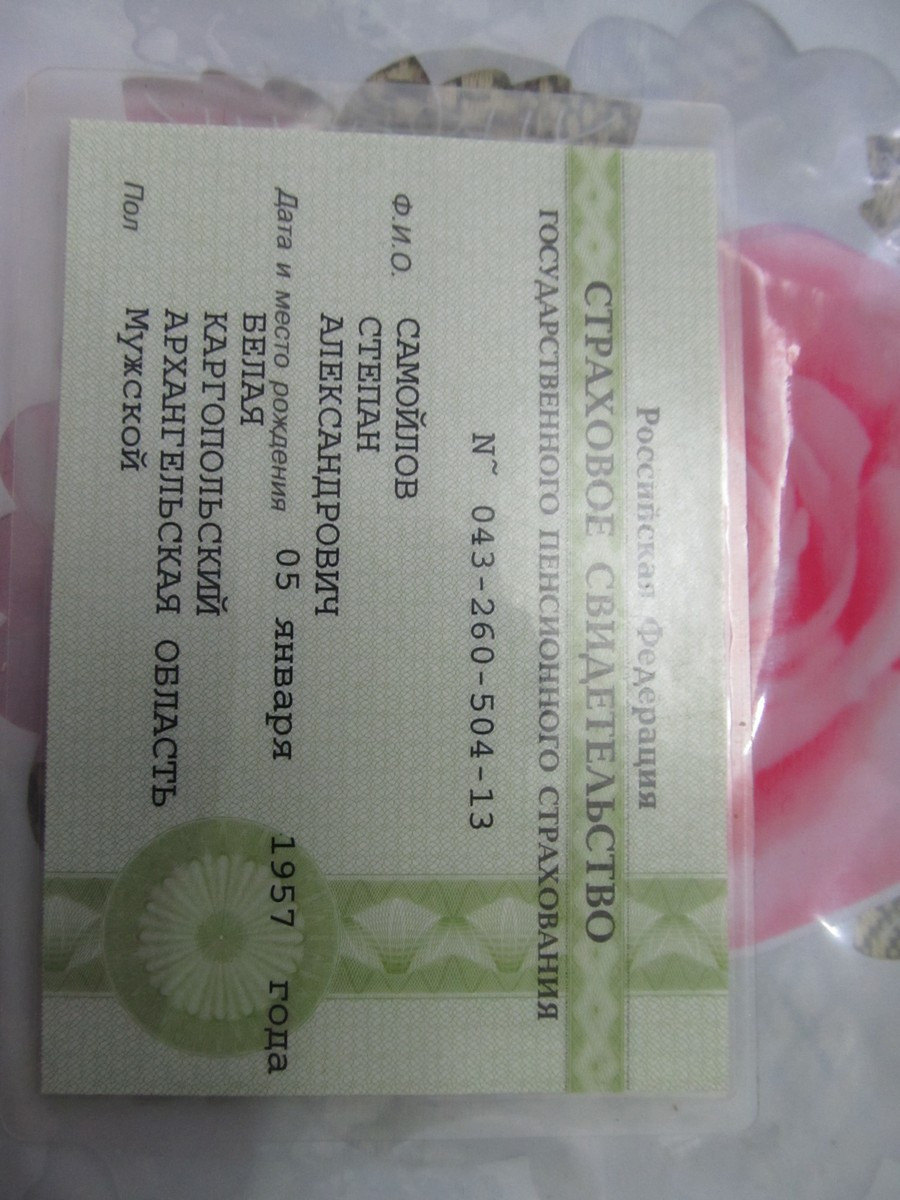 Российская Федерация
СТРАХОВОЕ СВИДЕТЕЛЬСТВО
ГОСУДАРСТВЕННОГО ПЕНСИОННОГО СТРАХОВАНИЯ
N˜ 043-260-504-13
Ф.И.О. САМОЙЛОВ
СТЕПАН
АЛЕКСАНДРОВИЧ
Дата и место рождения 05 января 1957 года
БЕЛАЯ
КАРГОПОЛЬСКИЙ
АРХАНГЕЛЬСКАЯ ОБЛАСТЬ
Пол Мужской